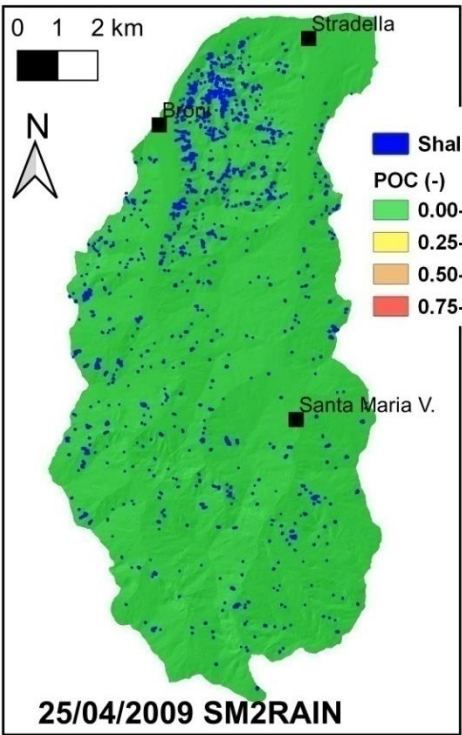 0 1 2 km
Stradella
Broni
N
Shal
POC (-)
0.00-
0.25-
0.50-
0.75-
Santa Maria V.
25/04/2009 SM2RAIN